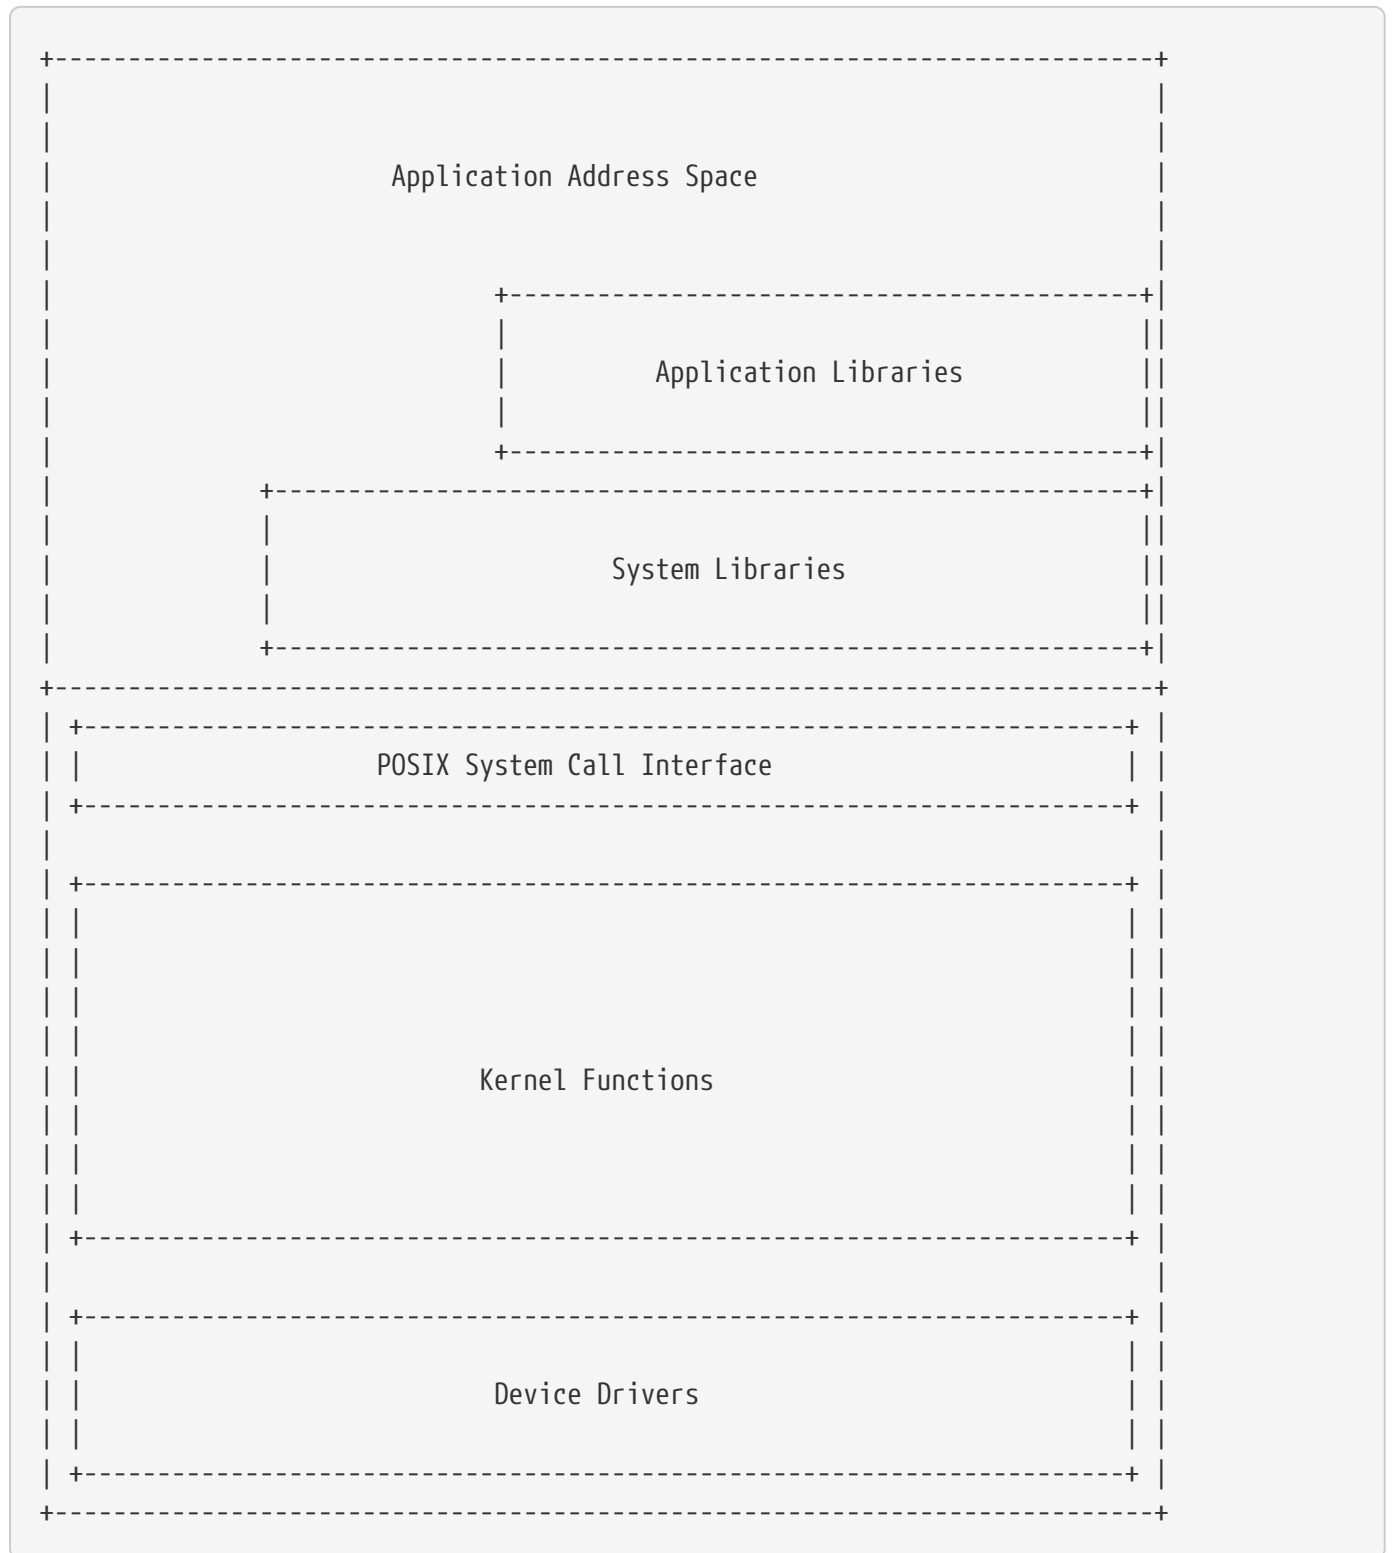 Application Address Space
Application Libraries
System Libraries
POSIX System Call Interface
Kernel Functions
Device Drivers